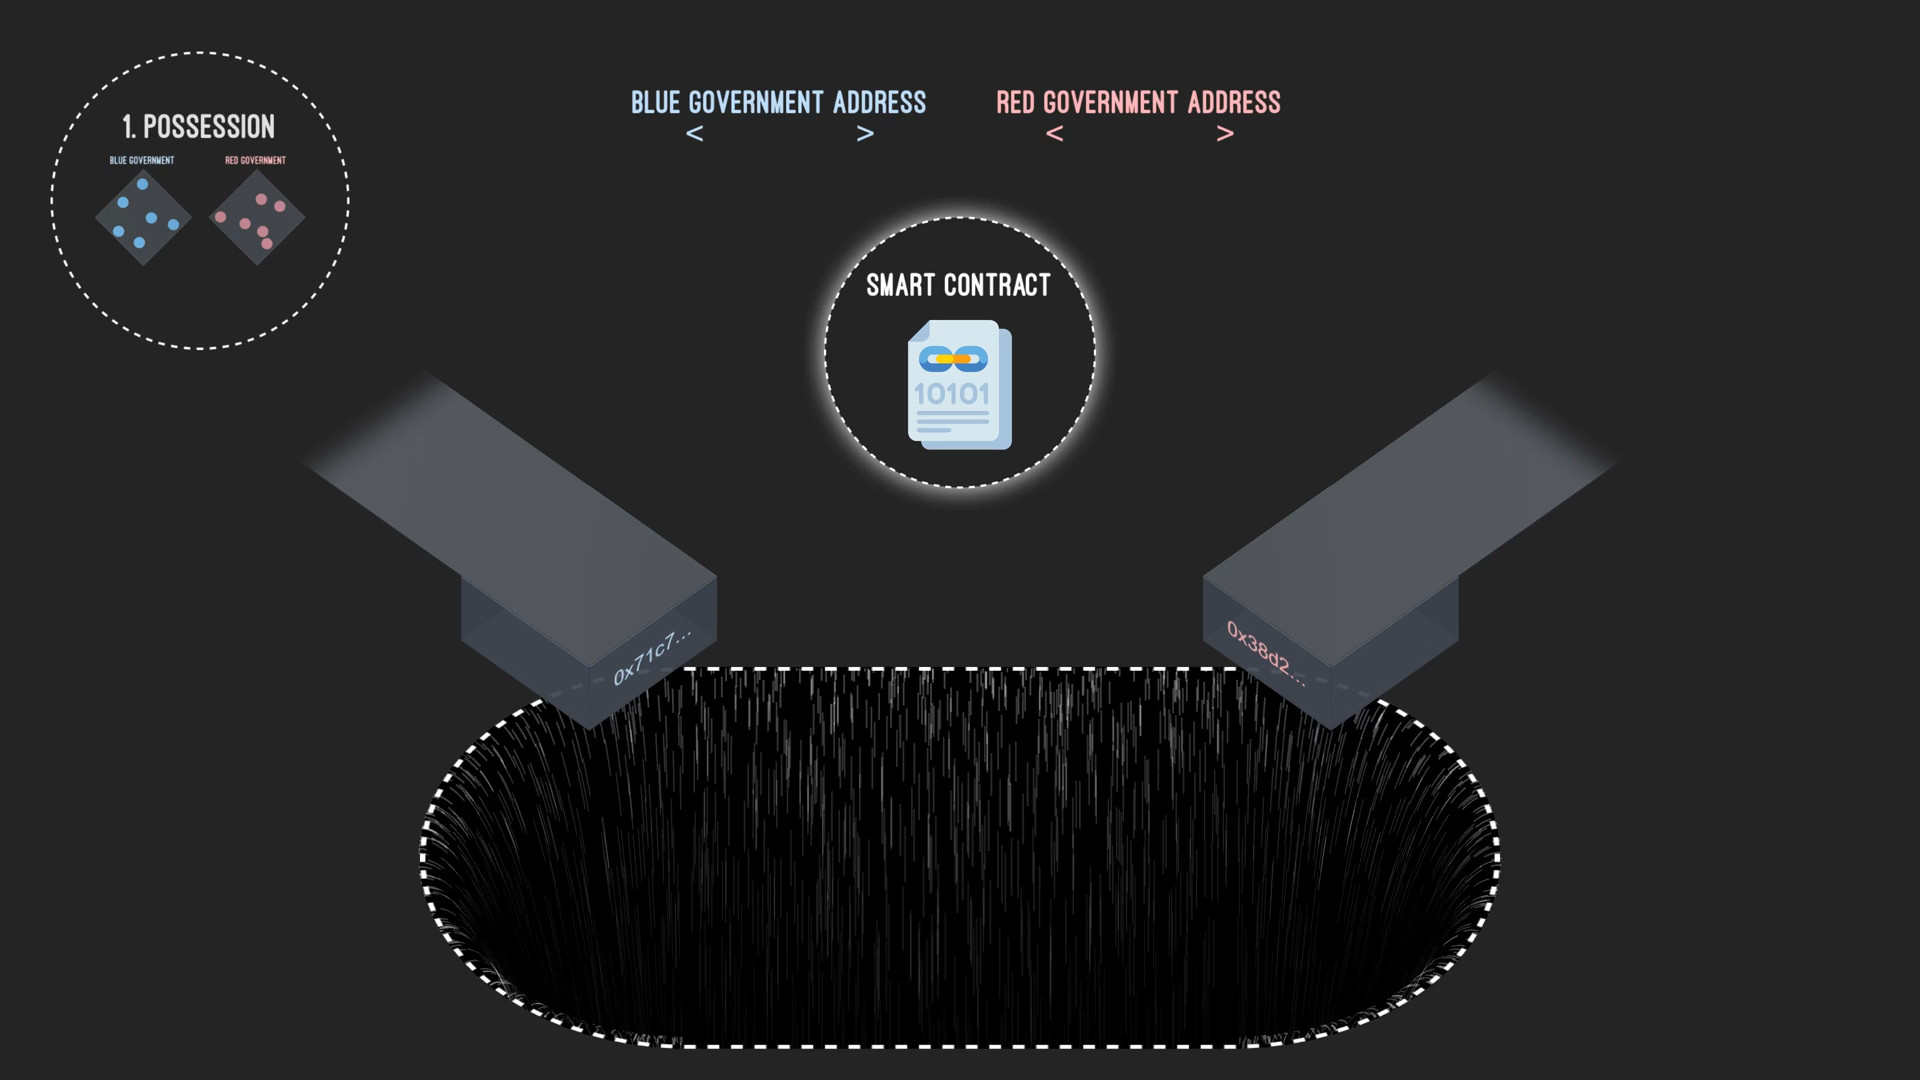 1. POSSESSION
BLUE GOVERNMENT
RED GOVERNMENT
BLUE GOVERNMENT ADDRESS
< >
RED GOVERNMENT ADDRESS
< >
SMART CONTRACT
10101
0x71c7...
0x38d2...